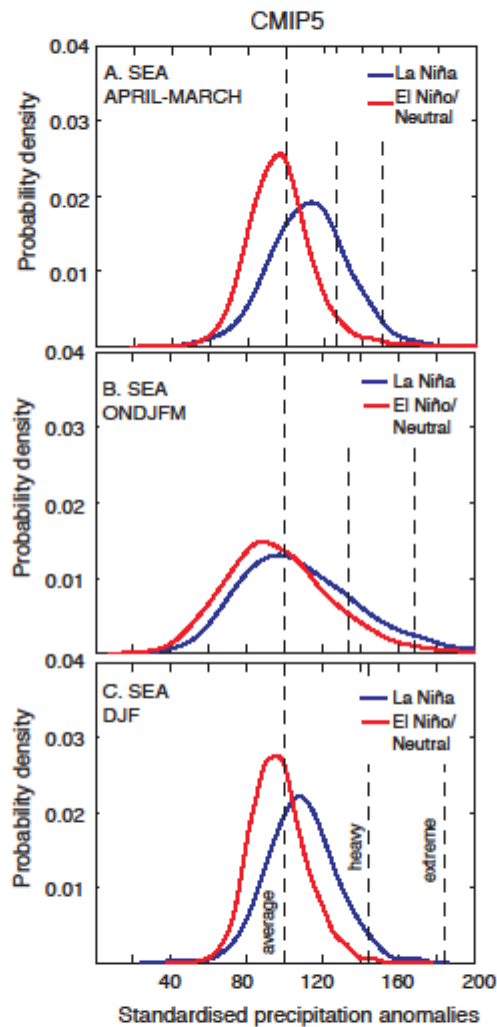 CMIP5
0.04
A. SEA
APRIL-MARCH
La Niña
El Niño/
Neutral
0.03
0.02
0.01
Probability density
0.04
B. SEA
ONDJFM
La Niña
El Niño/
Neutral
0.03
0.02
0.01
Probability density
0.04
C. SEA
DJF
La Niña
El Niño/
Neutral
0.03
0.02
0.01
Probability density
average
heavy
extreme
40 80 120 160 200
Standardised precipitation anomalies